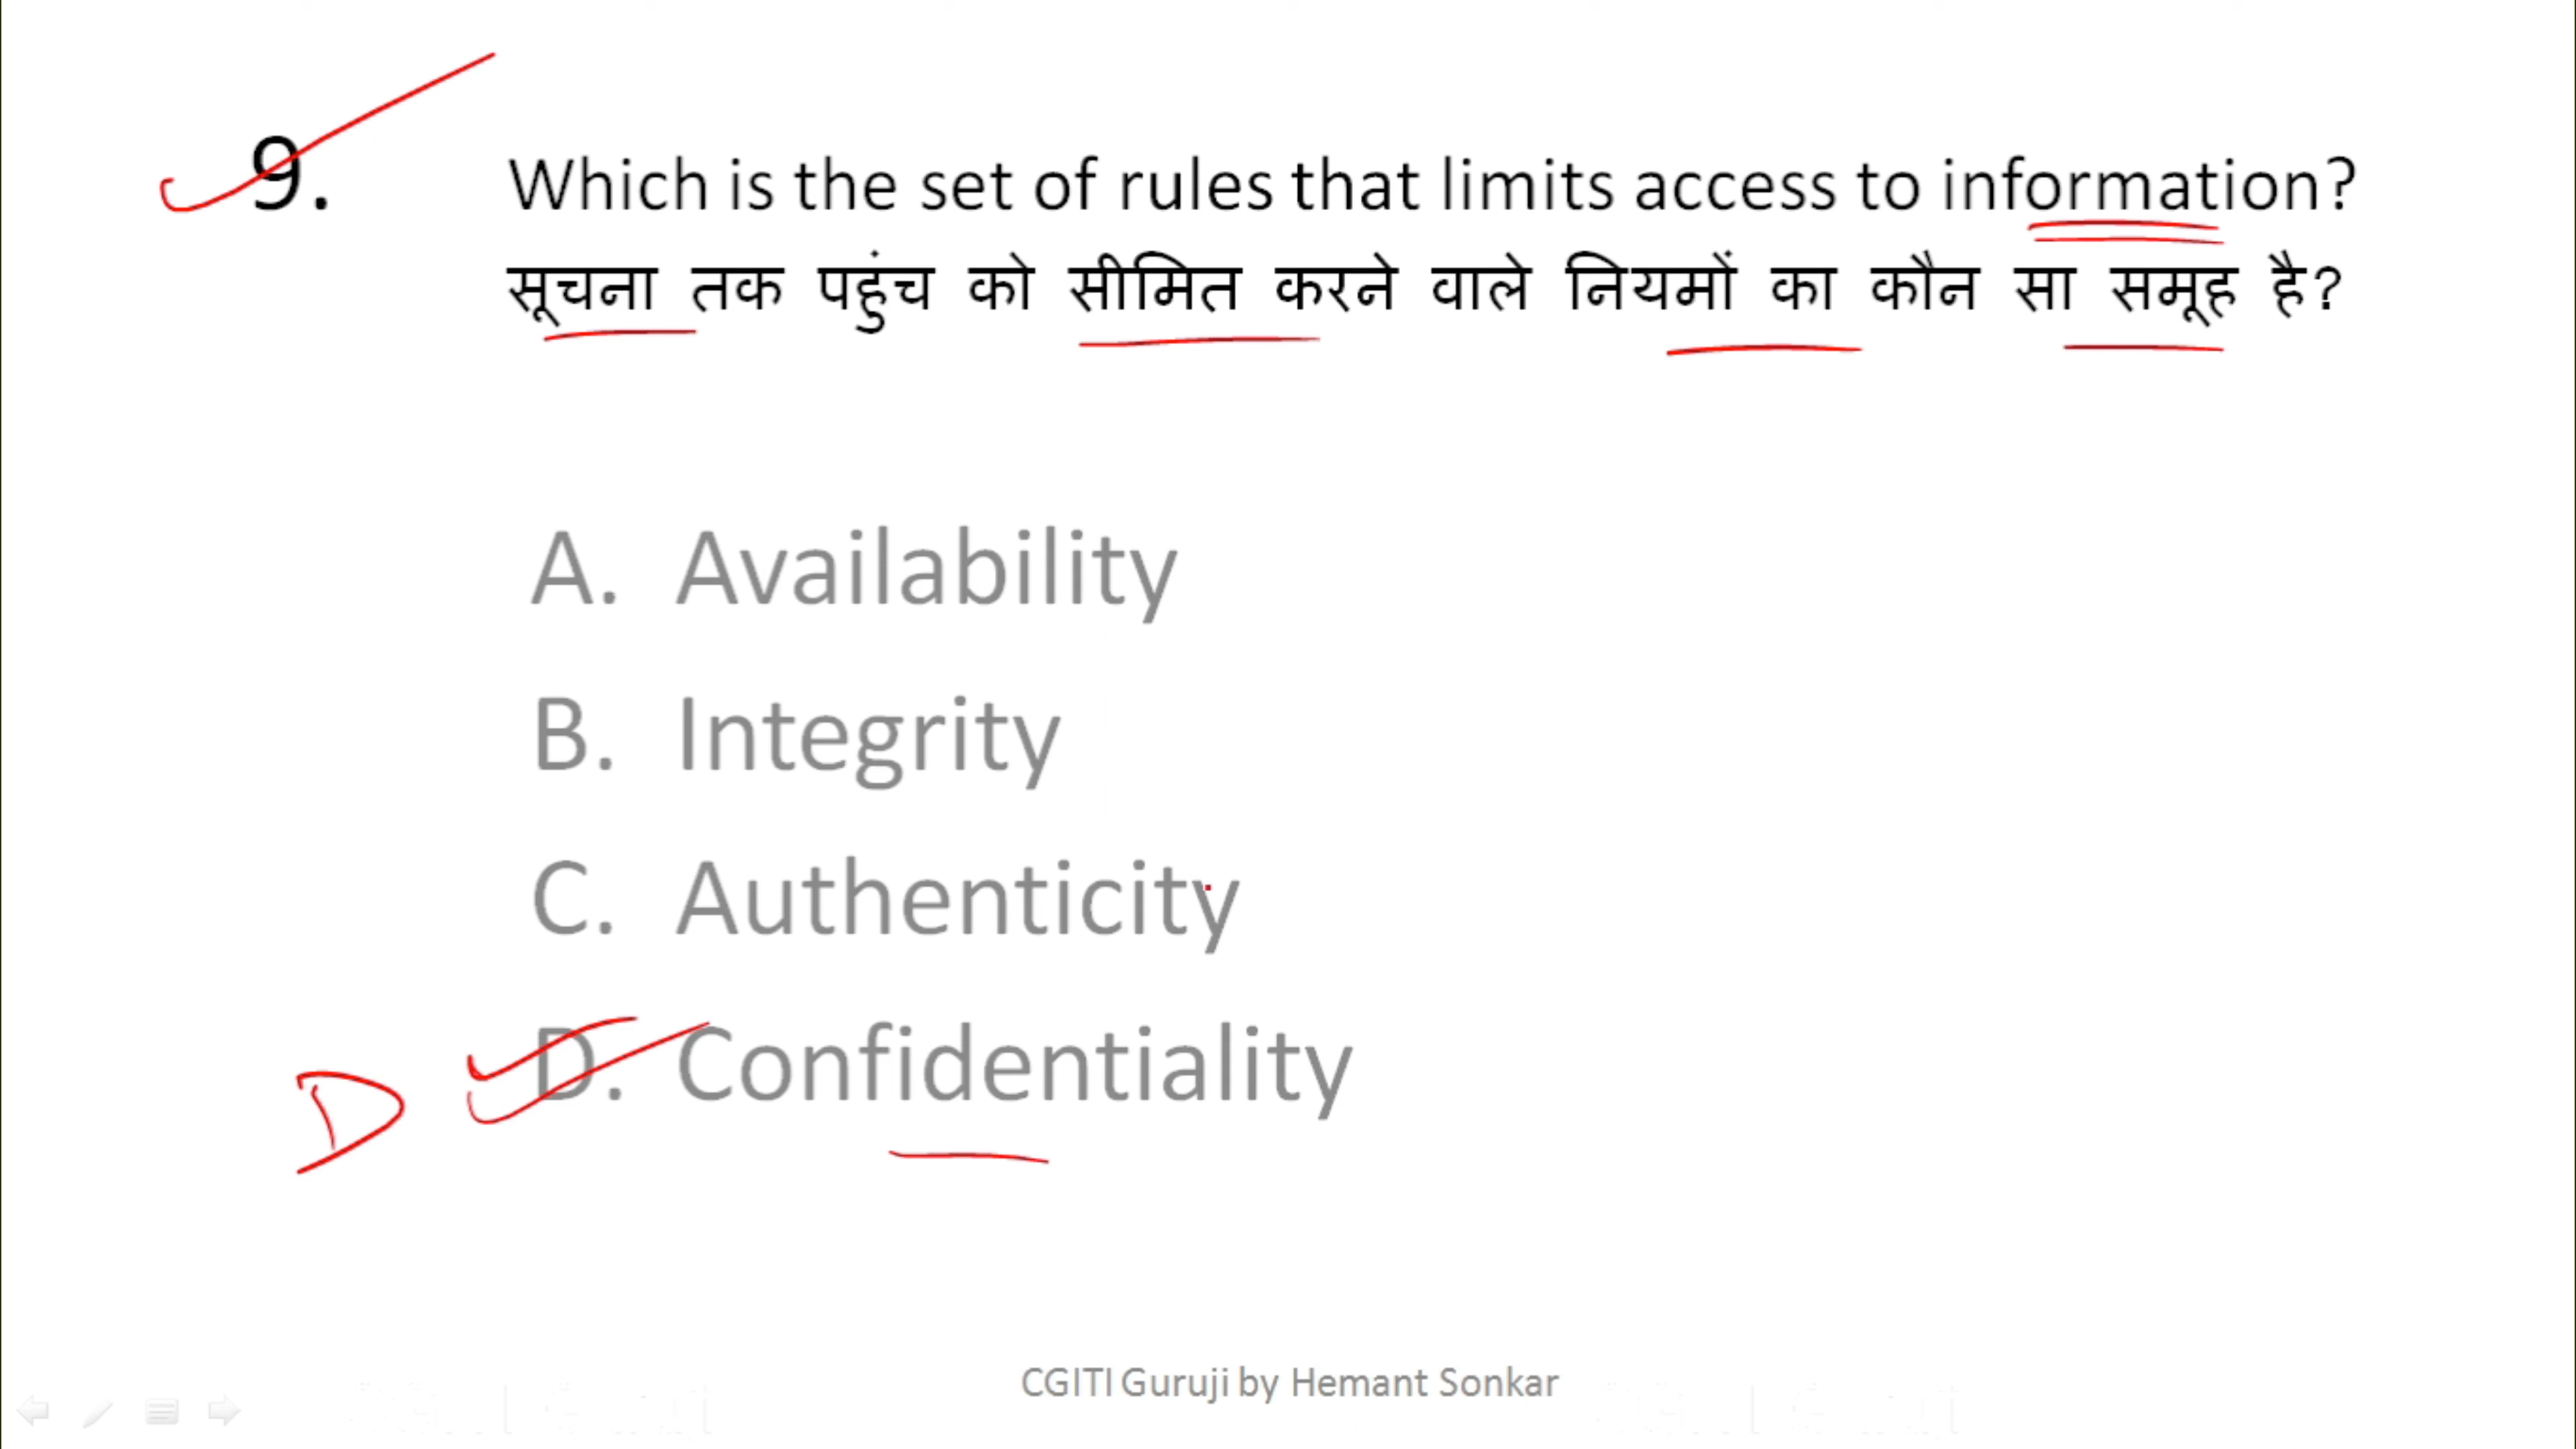 9. Which is the set of rules that limits access to information?
सूचना तक पहुंच को सीमित करने वाले नियमों का कौन सा समूह है?
A. Availability
B. Integrity
C. Authenticity
D D. Confidentiality
CGITI Guruji by Hemant Sonkar